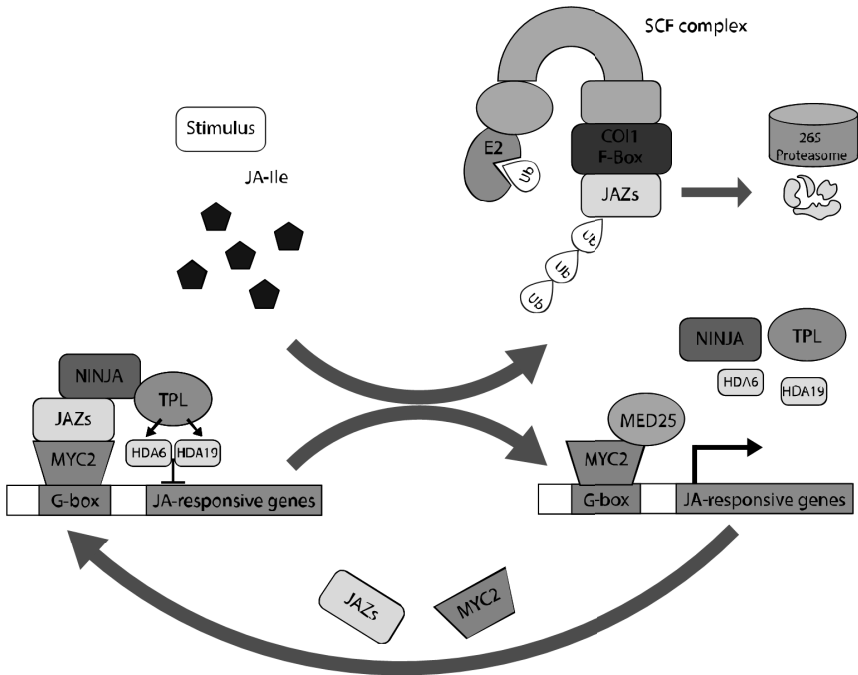 SCF complex
Stimulus
JA-Ile
E2
Ub
COI1
F-Box
JAZs
26S
Proteasome
Ub
Ub
Ub
NINJA
TPL
HDA6
HDA19
NINJA
TPL
JAZs
HDA6
HDA19
MYC2
G-box
JA-responsive genes
MED25
MYC2
G-box
JA-responsive genes
JAZs
MYC2